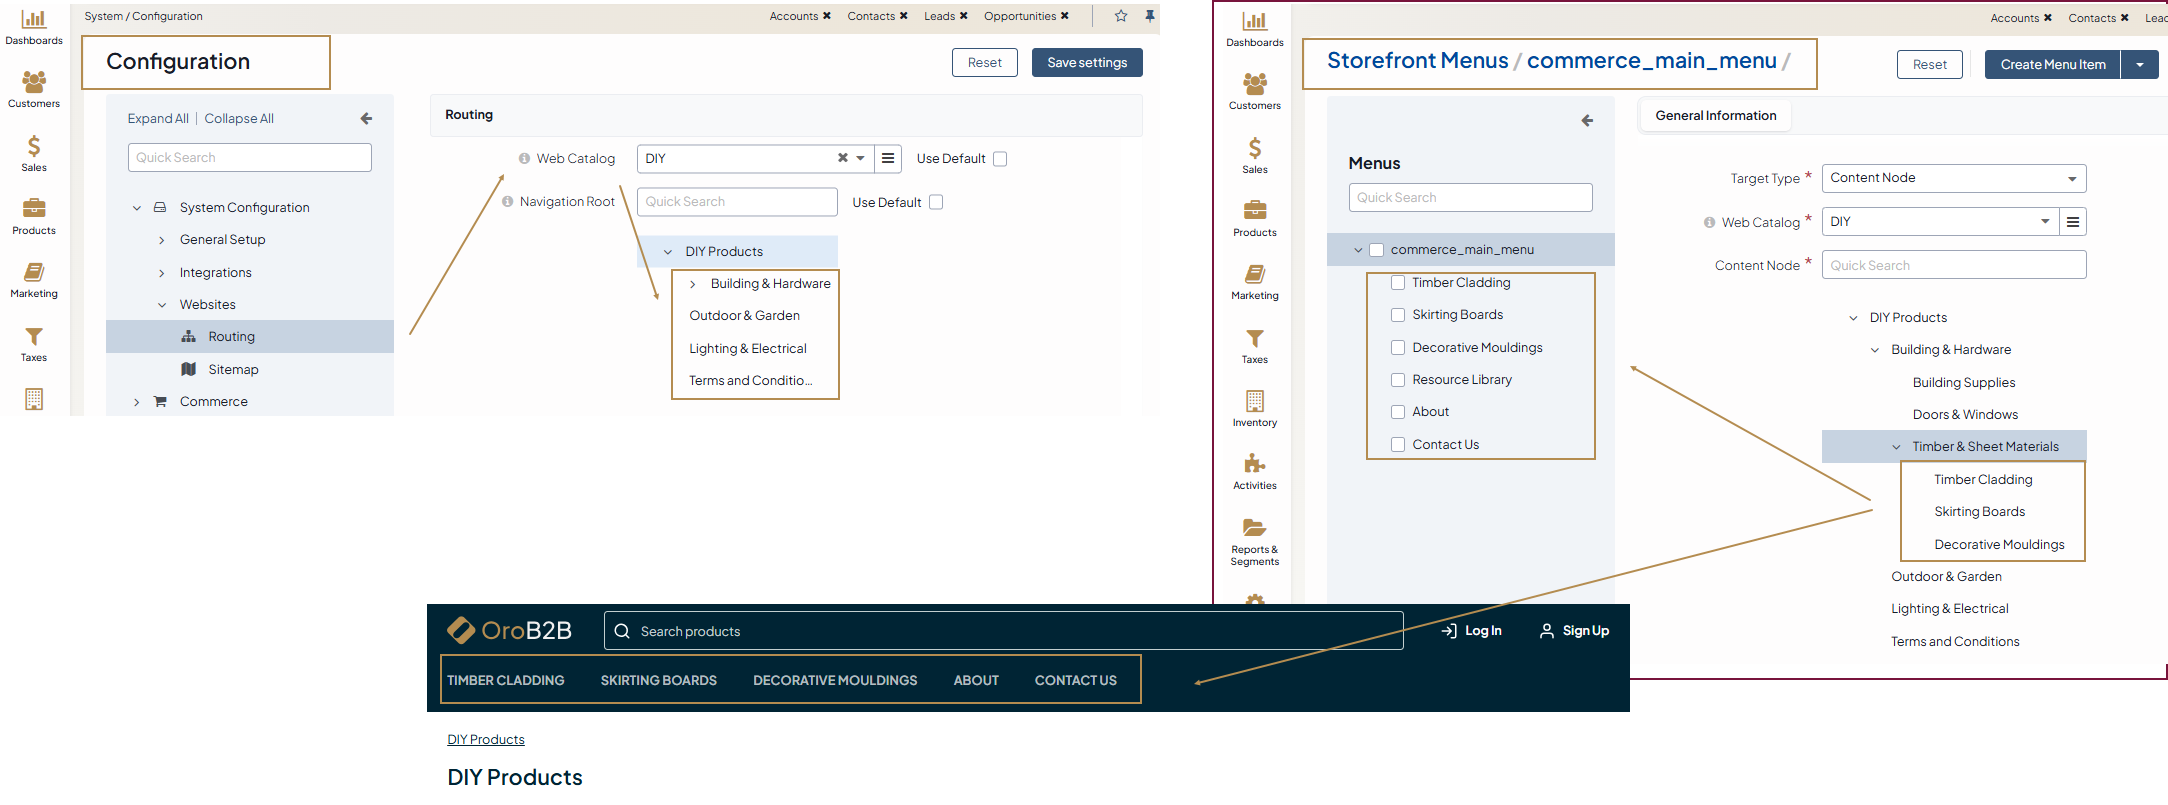 System / Configuration
Accounts ✖ Contacts ✖ Leads ✖ Opportunities ✖
Dashboards
Customers
Sales
Products
Marketing
Taxes
Configuration
Reset
Save settings
Expand All | Collapse All
Quick Search
System Configuration
General Setup
Integrations
Websites
Routing
Sitemap
Commerce
Routing
Web Catalog
DIY
Use Default
Navigation Root
Quick Search
Use Default
DIY Products
Building & Hardware
Outdoor & Garden
Lighting & Electrical
Terms and Conditio...
Accounts ✖ Contacts ✖ Leac
Dashboards
Customers
Sales
Products
Marketing
Taxes
Inventory
Activities
Reports &
Segments
Storefront Menus / commerce_main_menu /
Reset
Create Menu Item
Menus
Quick Search
commerce_main_menu
Timber Cladding
Skirting Boards
Decorative Mouldings
Resource Library
About
Contact Us
General Information
Target Type *
Content Node
Web Catalog *
DIY
Content Node *
Quick Search
DIY Products
Building & Hardware
Building Supplies
Doors & Windows
Timber & Sheet Materials
Timber Cladding
Skirting Boards
Decorative Mouldings
Outdoor & Garden
Lighting & Electrical
Terms and Conditions
OroB2B
Search products
Log In
Sign Up
TIMBER CLADDING SKIRTING BOARDS DECORATIVE MOULDINGS ABOUT CONTACT US
DIY Products
DIY Products